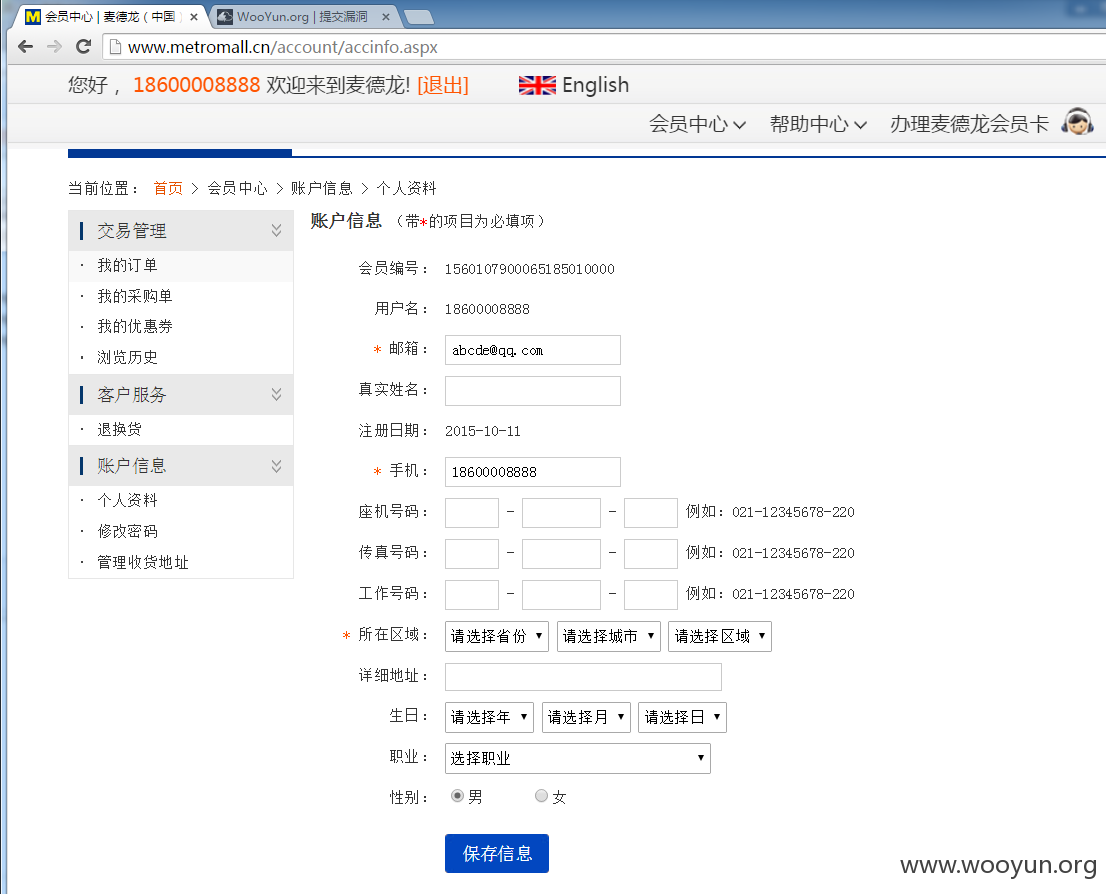 会员中心 | 麦德龙（中国 WooYun.org | 提交漏洞
www.metromall.cn/account/accinfo.aspx
您好， 18600008888 欢迎来到麦德龙! [退出] English
会员中心 帮助中心 办理麦德龙会员卡
当前位置： 首页 > 会员中心 > 账户信息 > 个人资料
交易管理
· 我的订单
· 我的采购单
· 我的优惠券
· 浏览历史
客户服务
· 退换货
账户信息
· 个人资料
· 修改密码
· 管理收货地址
账户信息 （带*的项目为必填项）
会员编号： 1560107900065185010000
用户名： 18600008888
* 邮箱： abcde@qq.com
真实姓名：
注册日期： 2015-10-11
* 手机： 18600008888
座机号码： - - 例如：021-12345678-220
传真号码： - - 例如：021-12345678-220
工作号码： - - 例如：021-12345678-220
* 所在区域： 请选择省份 请选择城市 请选择区域
详细地址：
生日： 请选择年 请选择月 请选择日
职业： 选择职业
性别： 男 女
保存信息
www.wooyun.org